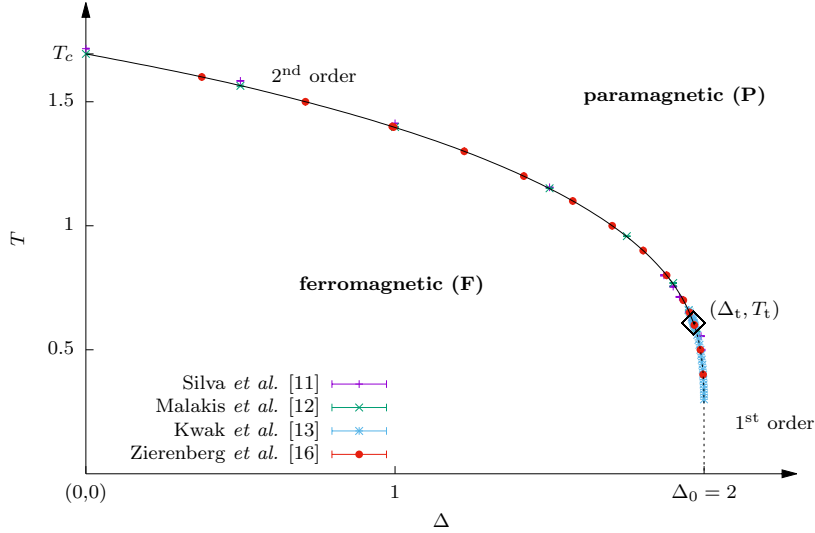 T_c
2nd order
paramagnetic (P)
1.5
1
T
ferromagnetic (F)
(Δt, Tt)
0.5
Silva et al. [11]
Malakis et al. [12]
Kwak et al. [13]
Zierenberg et al. [16]
1st order
(0,0)
1
Δ0 = 2
Δ